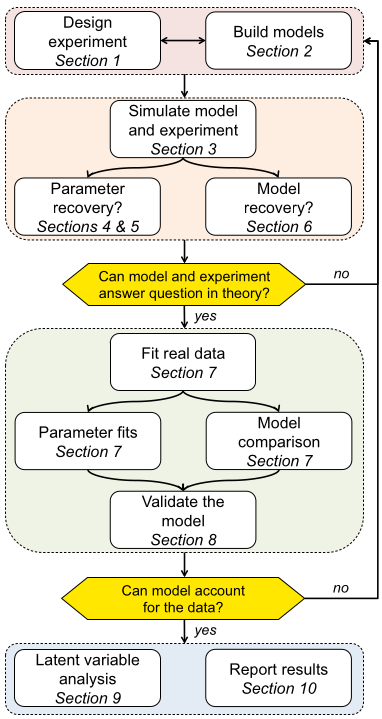 Design
experiment
Section 1
Build models
Section 2
Simulate model
and experiment
Section 3
Parameter
recovery?
Sections 4 & 5
Model
recovery?
Section 6
Can model and experiment
answer question in theory?
no
yes
Fit real data
Section 7
Parameter fits
Section 7
Model
comparison
Section 7
Validate the
model
Section 8
Can model account
for the data?
no
yes
Latent variable
analysis
Section 9
Report results
Section 10